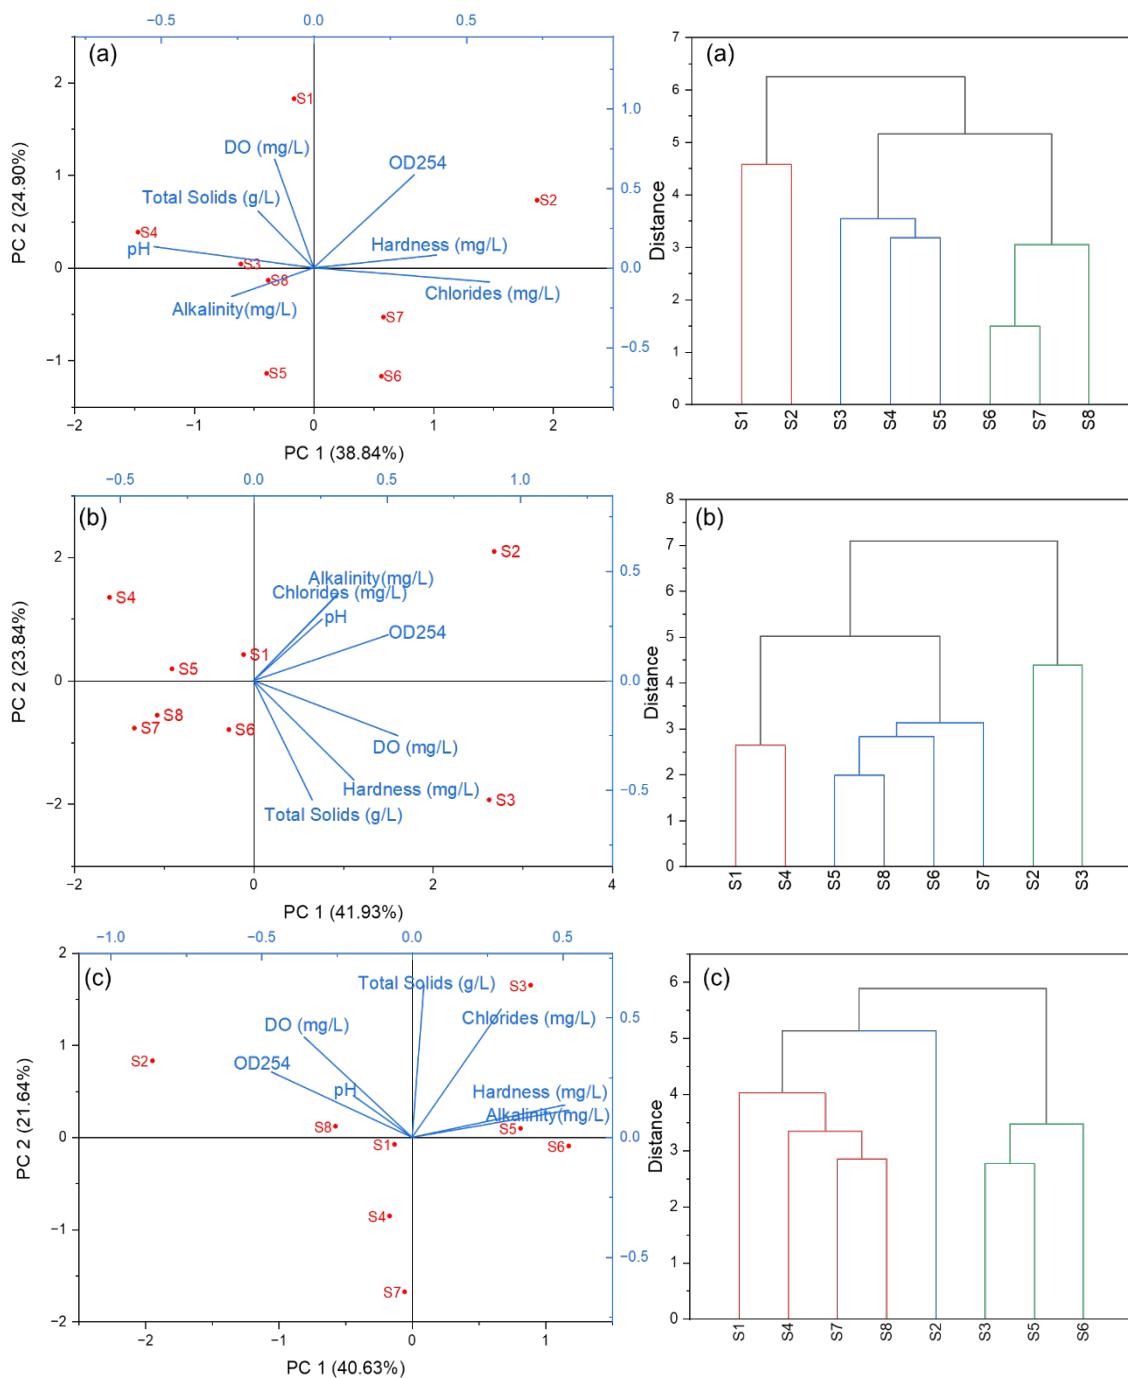 −0.5 0.0 0.5
(a)
2
1
0
−1
PC 2 (24.90%)
S1
DO (mg/L)
OD254
Total Solids (g/L)
S2
S4
pH
Hardness (mg/L)
S3
S8
Chlorides (mg/L)
Alkalinity(mg/L)
S7
S5
S6
1.0
0.5
0.0
−0.5
−2 −1 0 1 2
PC 1 (38.84%)
(a)
7
6
5
4
3
2
1
0
Distance
S1 S2 S3 S4 S5 S6 S7 S8
−0.5 0.0 0.5 1.0
(b)
2
0
−2
PC 2 (23.84%)
S2
Alkalinity(mg/L)
Chlorides (mg/L)
S4
pH
OD254
S1
S5
S8
S7
S6
DO (mg/L)
Hardness (mg/L)
S3
Total Solids (g/L)
0.5
0.0
−0.5
−2 0 2 4
PC 1 (41.93%)
(b)
8
7
6
5
4
3
2
1
0
Distance
S1 S4 S5 S8 S6 S7 S2 S3
−1.0 −0.5 0.0 0.5
(c)
2
1
0
−1
−2
PC 2 (21.64%)
Total Solids (g/L)
S3
DO (mg/L)
Chlorides (mg/L)
S2
OD254
pH
Hardness (mg/L)
Alkalinity(mg/L)
S8
S5
S1
S6
S4
S7
0.5
0.0
−0.5
−2 −1 0 1
PC 1 (40.63%)
(c)
6
5
4
3
2
1
0
Distance
S1 S4 S7 S8 S2 S3 S5 S6